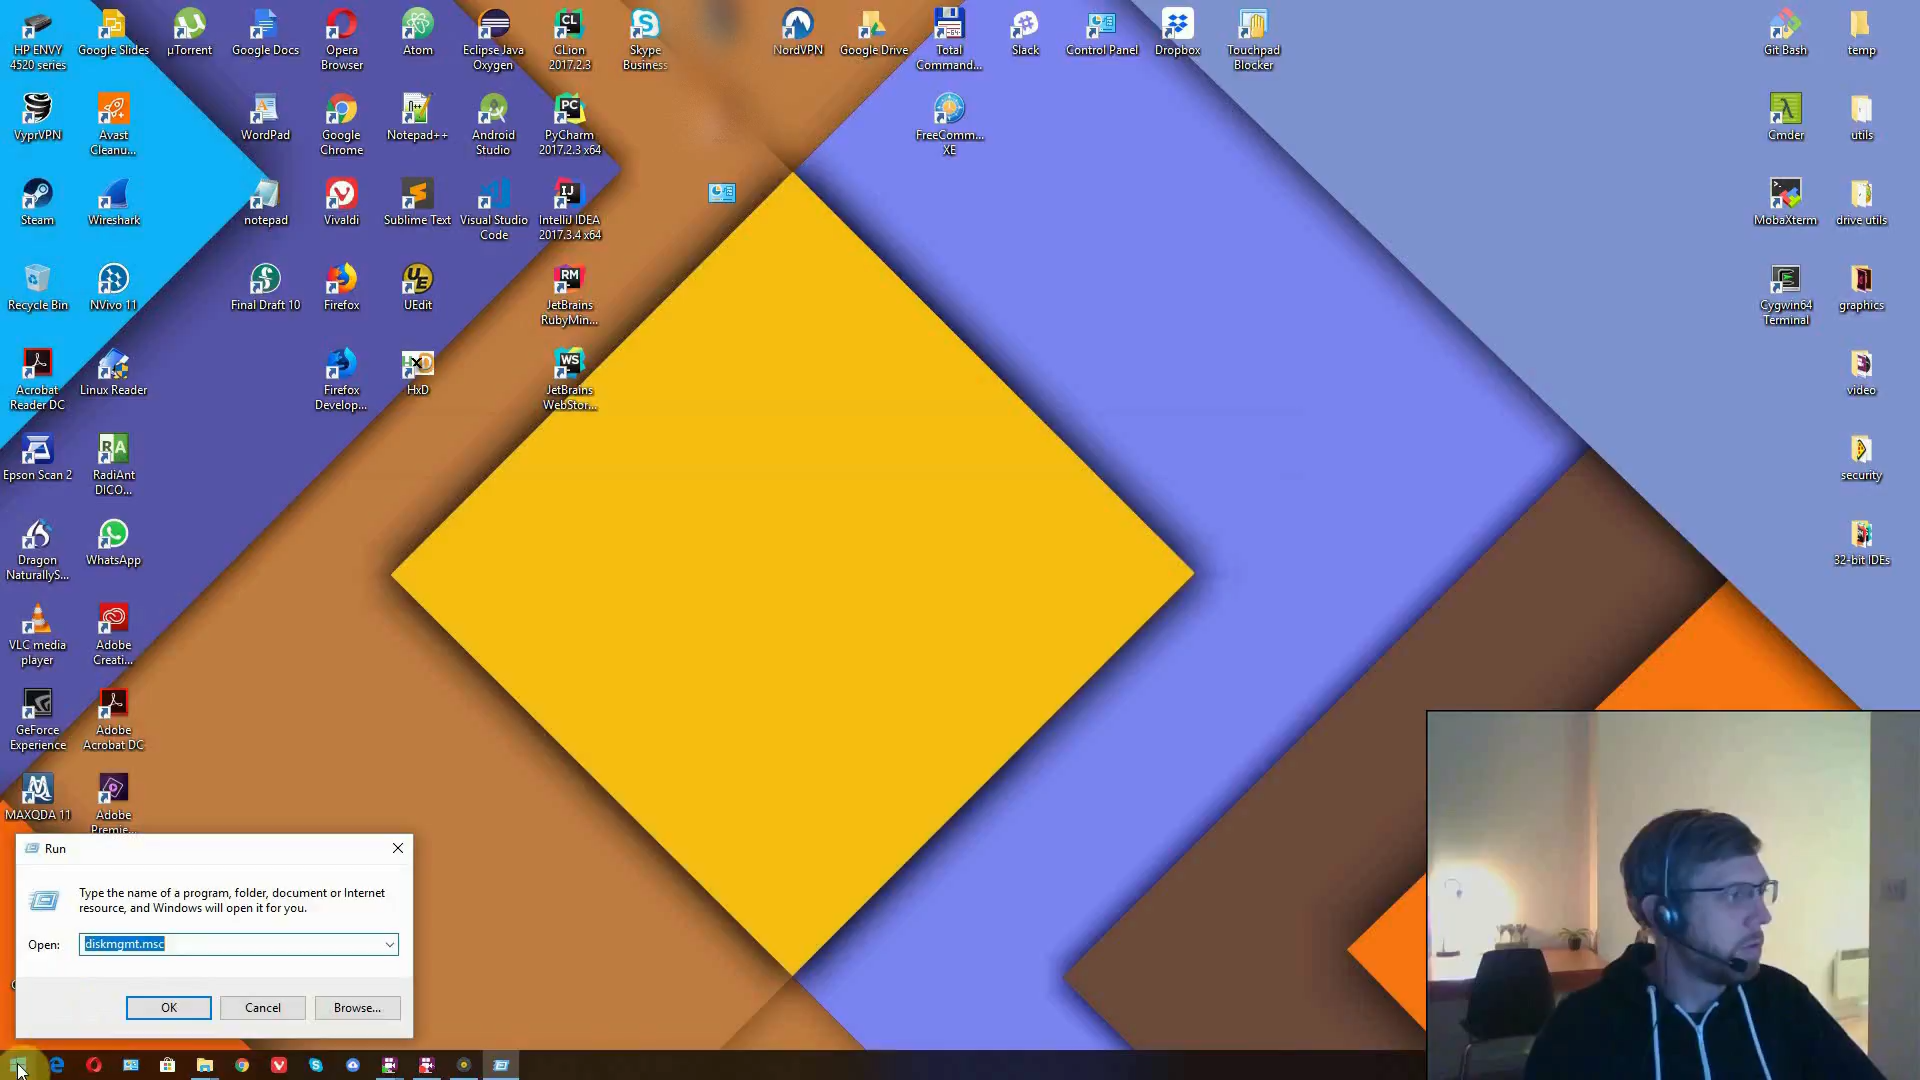 HP ENVY
4520 series
Google Slides
µTorrent
Google Docs
Opera
Browser
Atom
Eclipse Java
Oxygen
CLion
2017.2.3
Skype
Business
NordVPN
Google Drive
Total
Command...
Slack
Control Panel
Dropbox
Touchpad
Blocker
Git Bash
temp
VyprVPN
Avast
Cleanu...
WordPad
Google
Chrome
Notepad++
Android
Studio
PyCharm
2017.2.3 x64
FreeComm...
XE
Cmder
utils
Steam
Wireshark
notepad
Vivaldi
Sublime Text
Visual Studio
Code
IntelliJ IDEA
2017.3.4 x64
MobaXterm
drive utils
Recycle Bin
NVivo 11
Final Draft 10
Firefox
UEdit
JetBrains
RubyMin...
Cygwin64
Terminal
graphics
Acrobat
Reader DC
Linux Reader
Firefox
Develop...
HxD
JetBrains
WebStor...
video
Epson Scan 2
RadiAnt
DICO...
security
Dragon
NaturallyS...
WhatsApp
32-bit IDEs
VLC media
player
Adobe
Creati...
GeForce
Experience
Adobe
Acrobat DC
MAXQDA 11
Adobe
Premie...
Run
Type the name of a program, folder, document or Internet
resource, and Windows will open it for you.
Open:
diskmgmt.msc
OK
Cancel
Browse...